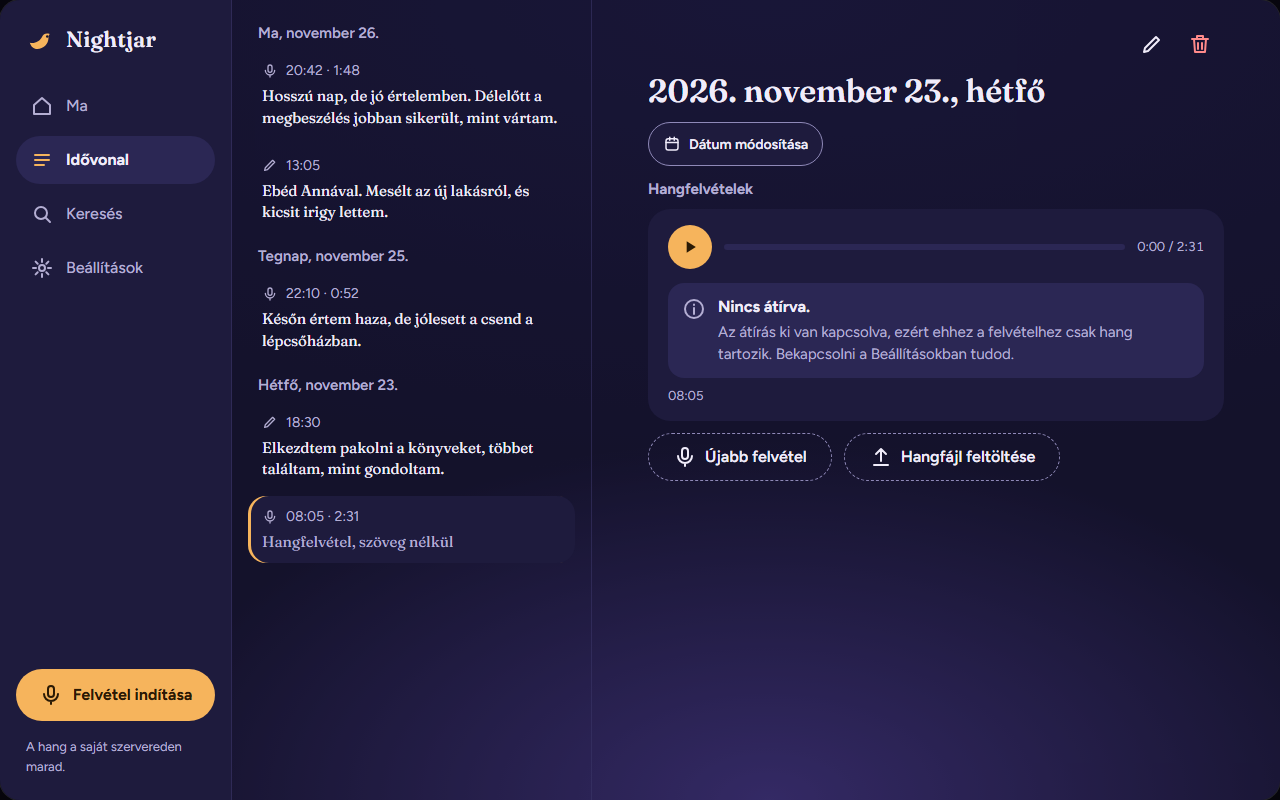 Nightjar
Ma
Idővonal
Keresés
Beállítások
Felvétel indítása
A hang a saját szervereden
marad.
Ma, november 26.
20:42 · 1:48
Hosszú nap, de jó értelemben. Délelőtt a
megbeszélés jobban sikerült, mint vártam.
13:05
Ebéd Annával. Mesélt az új lakásról, és
kicsit irigy lettem.
Tegnap, november 25.
22:10 · 0:52
Későn értem haza, de jólesett a csend a
lépcsőházban.
Hétfő, november 23.
18:30
Elkezdtem pakolni a könyveket, többet
találtam, mint gondoltam.
08:05 · 2:31
Hangfelvétel, szöveg nélkül
2026. november 23., hétfő
Dátum módosítása
Hangfelvételek
0:00 / 2:31
Nincs átírva.
Az átírás ki van kapcsolva, ezért ehhez a felvételhez csak hang
tartozik. Bekapcsolni a Beállításokban tudod.
08:05
Újabb felvétel
Hangfájl feltöltése